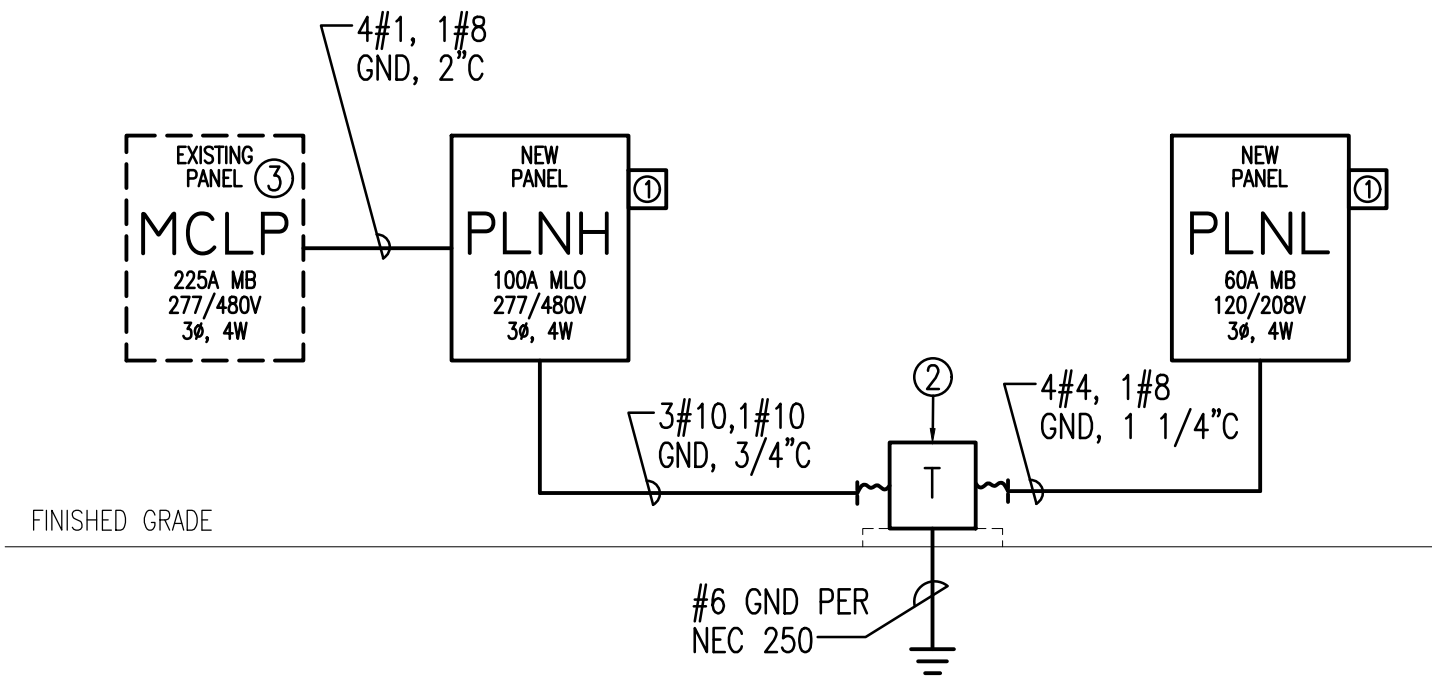 4#1, 1#8
GND, 2"C
EXISTING
PANEL
3
MCLP
225A MB
277/480V
3ø, 4W
NEW
PANEL
1
PLNH
100A MLO
277/480V
3ø, 4W
NEW
PANEL
1
PLNL
60A MB
120/208V
3ø, 4W
3#10,1#10
GND, 3/4"C
2
T
4#4, 1#8
GND, 1 1/4"C
FINISHED GRADE
#6 GND PER
NEC 250